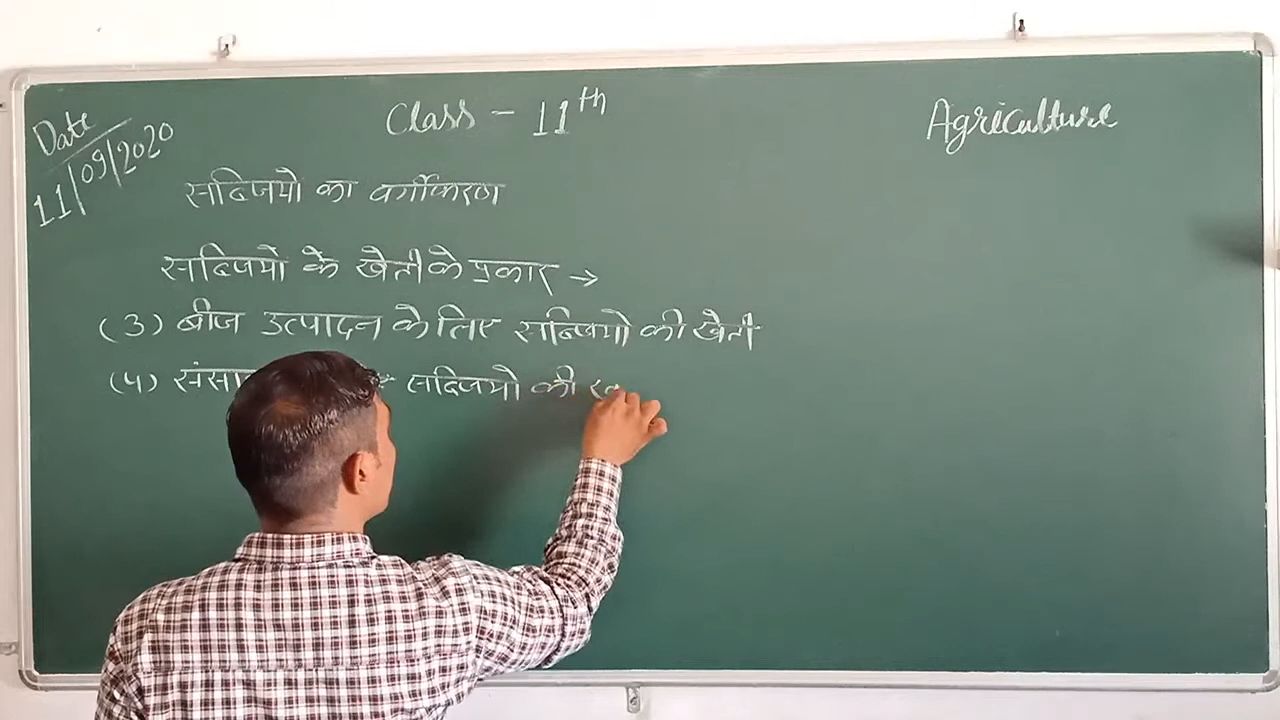 Date
11/09/2020
Class - 11th
Agriculture
सब्जियो का वर्गीकरण
सब्जियों के खेती के प्रकार →
(3) बीज उत्पादन के लिए सब्जियो की खेती
(4) सब्जियो की